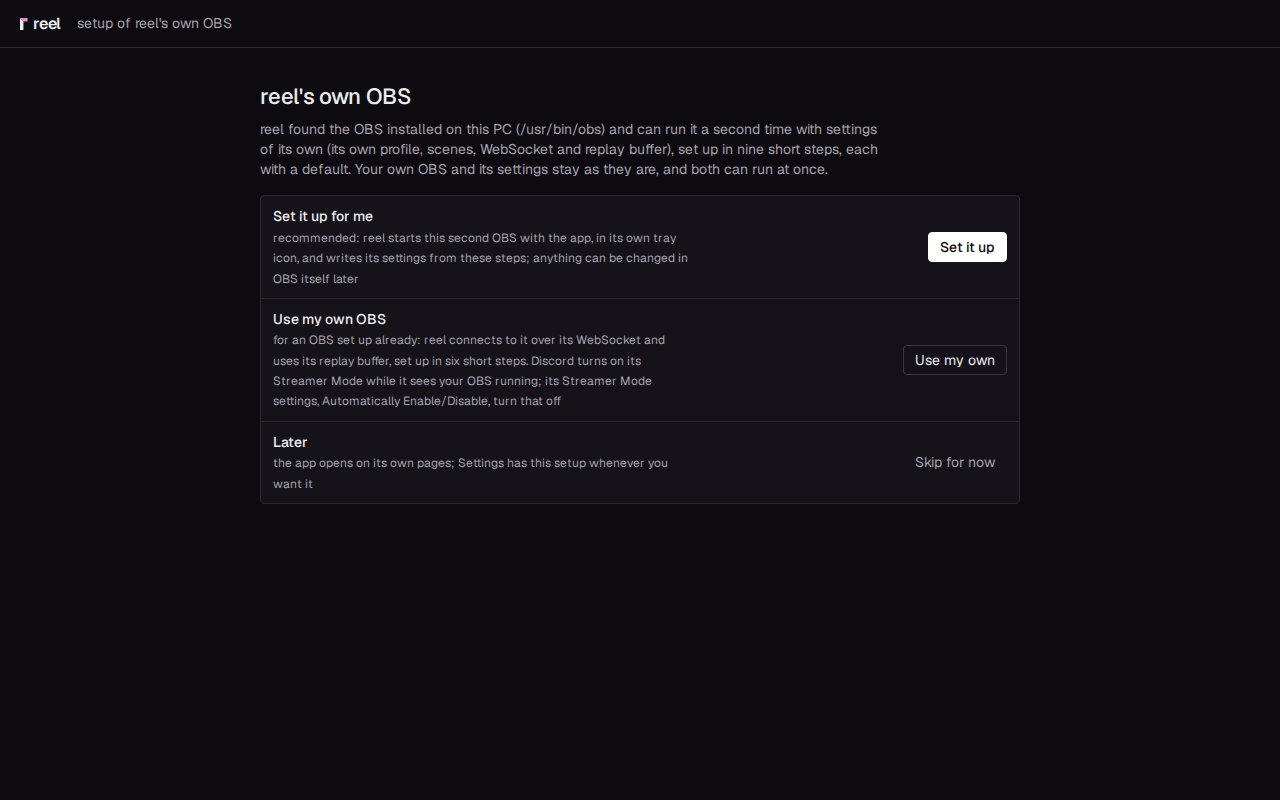 reel setup of reel's own OBS
reel's own OBS
reel found the OBS installed on this PC (/usr/bin/obs) and can run it a second time with settings
of its own (its own profile, scenes, WebSocket and replay buffer), set up in nine short steps, each
with a default. Your own OBS and its settings stay as they are, and both can run at once.
Set it up for me
recommended: reel starts this second OBS with the app, in its own tray
icon, and writes its settings from these steps; anything can be changed in
OBS itself later
Set it up
Use my own OBS
for an OBS set up already: reel connects to it over its WebSocket and
uses its replay buffer, set up in six short steps. Discord turns on its
Streamer Mode while it sees your OBS running; its Streamer Mode
settings, Automatically Enable/Disable, turn that off
Use my own
Later
the app opens on its own pages; Settings has this setup whenever you
want it
Skip for now